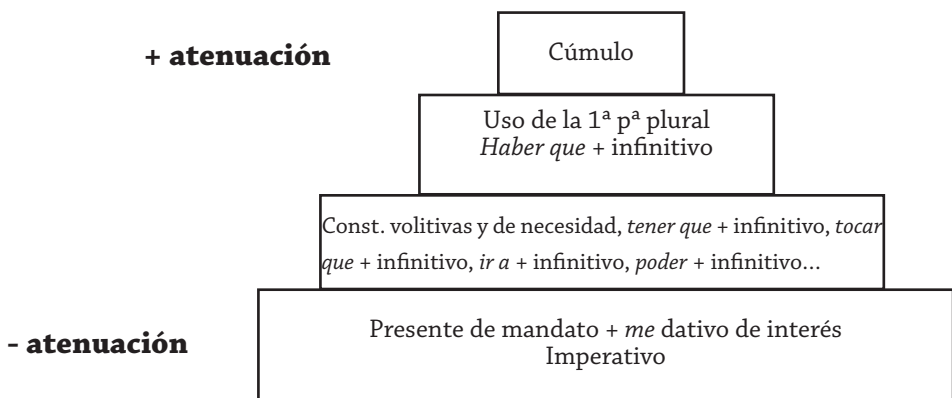 + atenuación
Cúmulo
Uso de la 1ª pª plural
Haber que + infinitivo
Const. volitivas y de necesidad, tener que + infinitivo, tocar
que + infinitivo, ir a + infinitivo, poder + infinitivo...
- atenuación
Presente de mandato + me dativo de interés
Imperativo